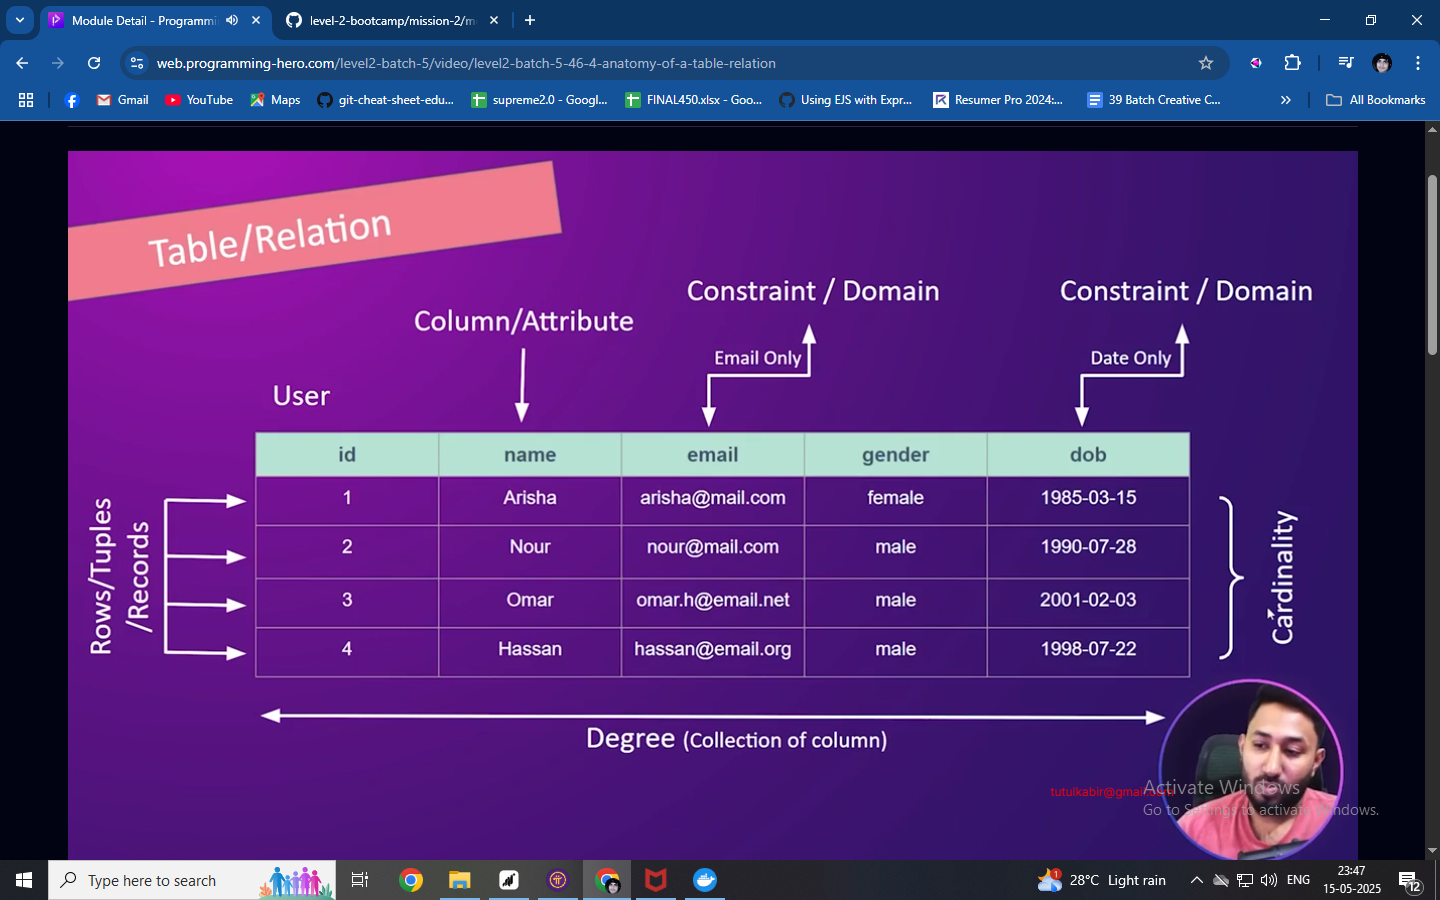 Module Detail - Programmi
level-2-bootcamp/mission-2/m
web.programming-hero.com/level2-batch-5/video/level2-batch-5-46-4-anatomy-of-a-table-relation
Gmail
YouTube
Maps
git-cheat-sheet-edu...
supreme2.0 - Googl...
FINAL450.xlsx - Goo...
Using EJS with Expr...
Resumer Pro 2024:...
39 Batch Creative C...
All Bookmarks
Table/Relation
Constraint / Domain
Constraint / Domain
Column/Attribute
Email Only
Date Only
User
id name email gender dob
1 Arisha arisha@mail.com female 1985-03-15
2 Nour nour@mail.com male 1990-07-28
3 Omar omar.h@email.net male 2001-02-03
4 Hassan hassan@email.org male 1998-07-22
Rows/Tuples
/Records
Cardinality
Degree (Collection of column)
Activate Windows
Go to Settings to activate Windows.
Type here to search
1
28°C Light rain
ENG
23:47
15-05-2025
12